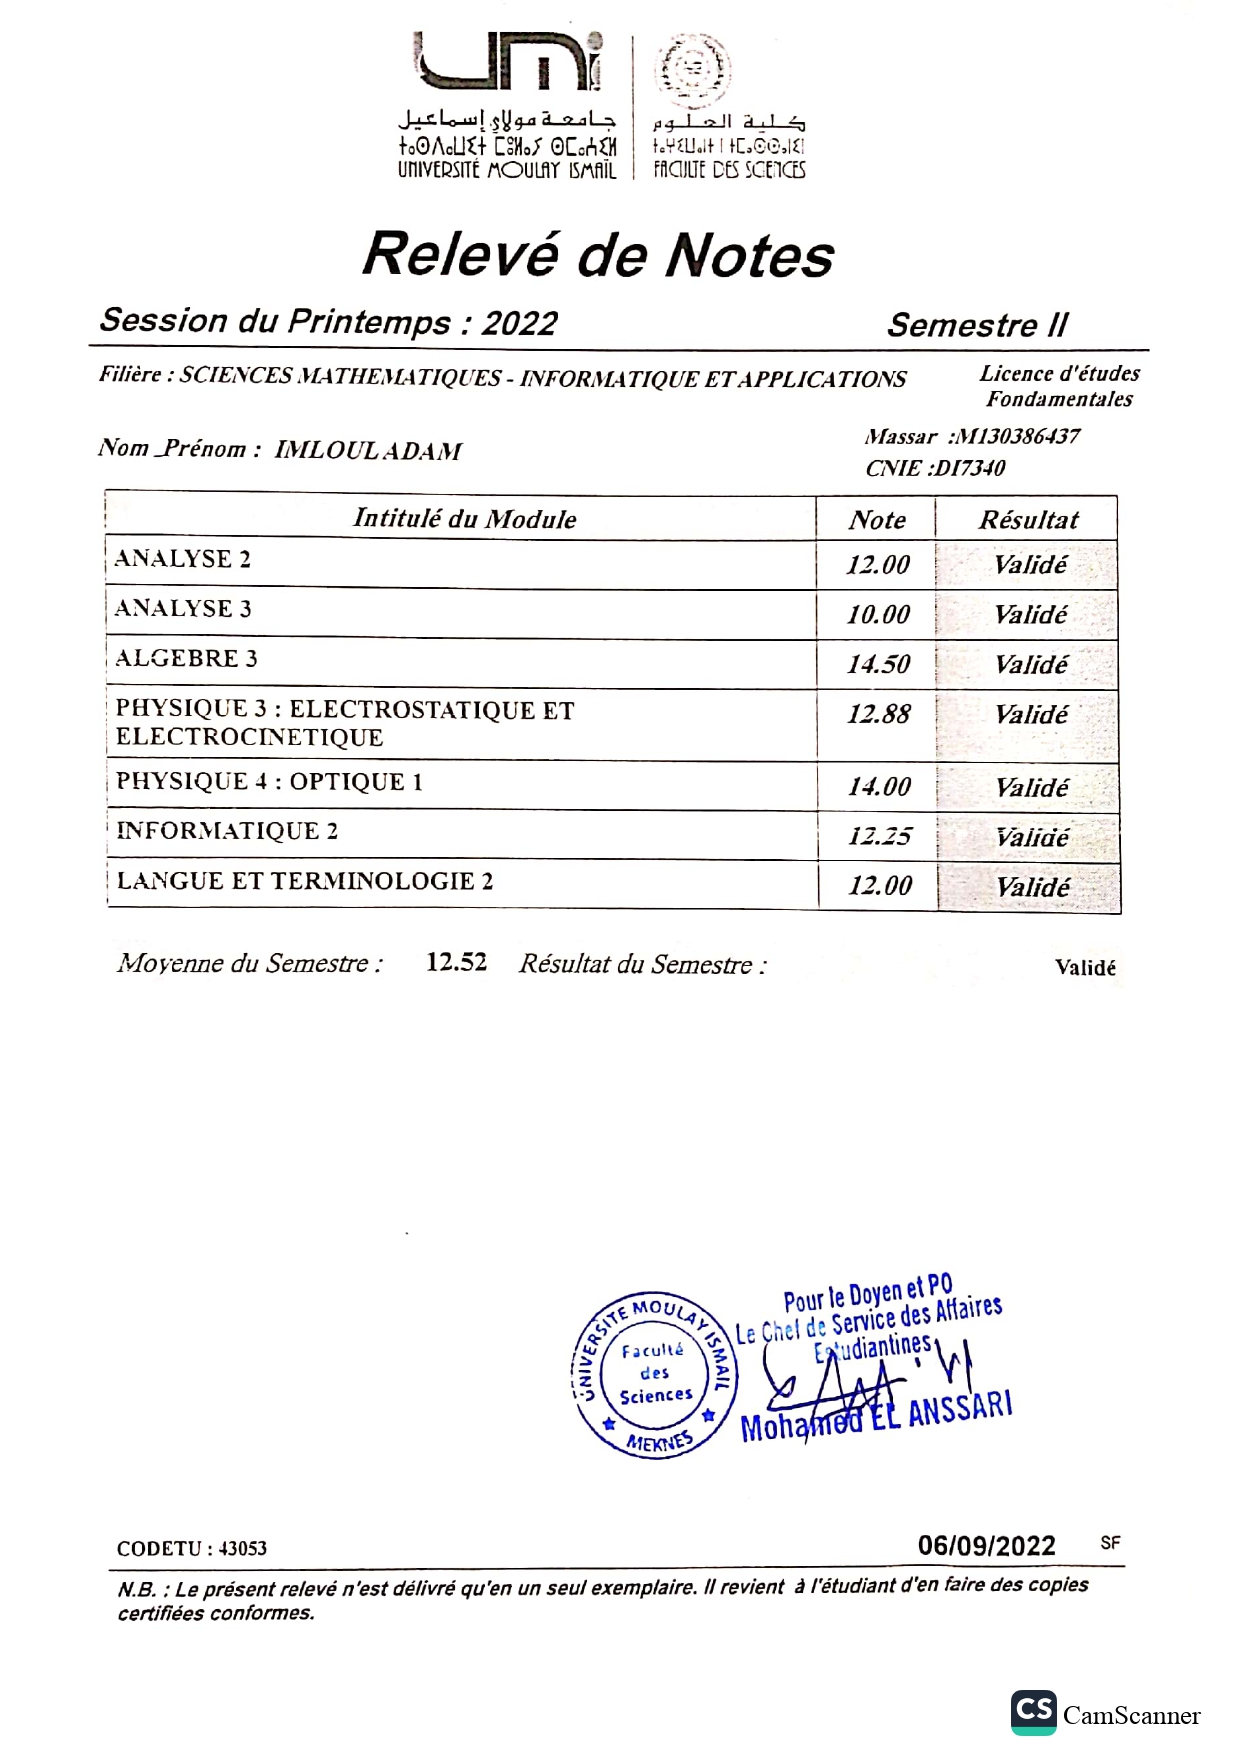 umi
جامعة مولاي إسماعيل
ⵜⴰⵙⴷⴰⵡⵉⵜ ⵎⵓⵍⴰⵢ ⵙⵎⴰⵄⵉⵍ
UNIVERSITÉ MOULAY ISMAÏL
كلية العلوم
ⵜⴰⵖⵉⵡⴰⵏⵜ ⵏ ⵜⵎⴰⵙⵙⴰⵏⵉⵏ
FACULTE DES SCIENCES
Relevé de Notes
Session du Printemps : 2022 Semestre II
Filière : SCIENCES MATHEMATIQUES - INFORMATIQUE ET APPLICATIONS
Licence d'études
Fondamentales
Nom _Prénom : IMLOUL ADAM
Massar :M130386437
CNIE :DI7340
Intitulé du Module Note Résultat
ANALYSE 2 12.00 Validé
ANALYSE 3 10.00 Validé
ALGEBRE 3 14.50 Validé
PHYSIQUE 3 : ELECTROSTATIQUE ET 12.88 Validé
ELECTROCINETIQUE
PHYSIQUE 4 : OPTIQUE 1 14.00 Validé
INFORMATIQUE 2 12.25 Validé
LANGUE ET TERMINOLOGIE 2 12.00 Validé
Moyenne du Semestre : 12.52 Résultat du Semestre : Validé
UNIVERSITE MOULAY ISMAIL
Faculté
des
Sciences
MEKNES
Pour le Doyen et PO
Le Chef de Service des Affaires
Estudiantines
Mohamed EL ANSSARI
CODETU : 43053 06/09/2022 SF
N.B. : Le présent relevé n'est délivré qu'en un seul exemplaire. Il revient à l'étudiant d'en faire des copies
certifiées conformes.
CS CamScanner